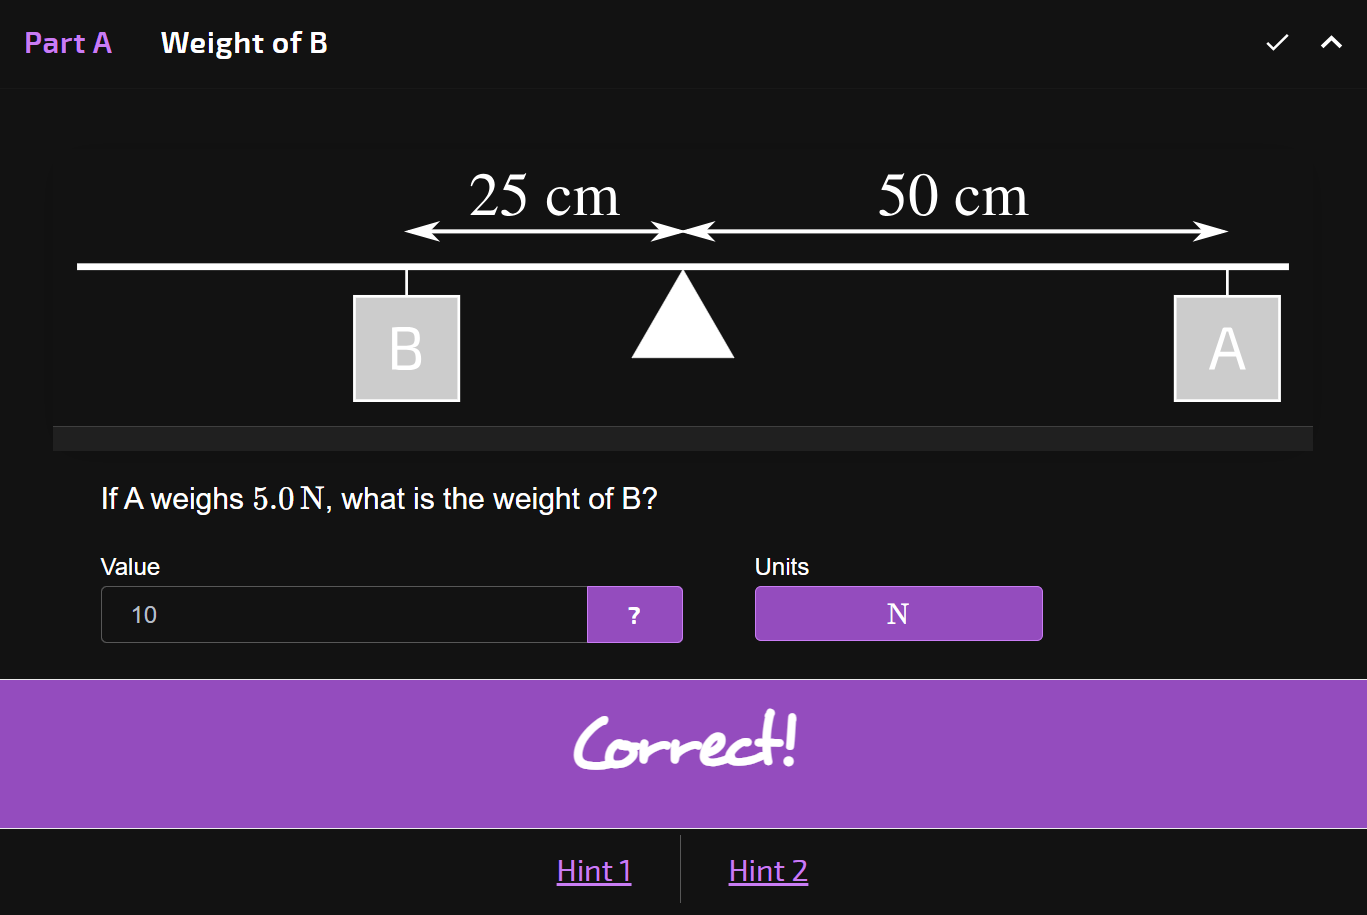 Part A Weight of B
25 cm 50 cm
B A
If A weighs 5.0 N, what is the weight of B?
Value Units
10 ? N
Correct!
Hint 1 Hint 2